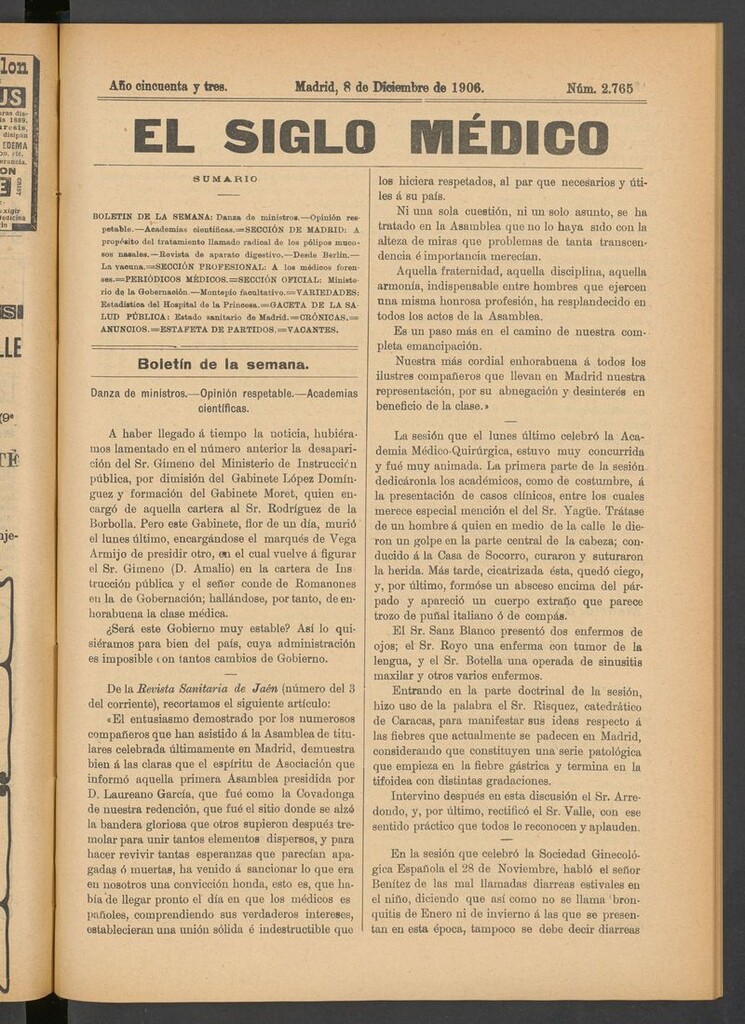 lon
US
EDEMA
ON
E
exigir
LLE
Año cincuenta y tres.
Madrid, 8 de Diciembre de 1906.
Núm. 2.765
EL SIGLO MÉDICO
SUMARIO
BOLETIN DE LA SEMANA: Danza de ministros.—Opinión res
petable.—Academias científicas.=SECCIÓN DE MADRID: A
propósito del tratamiento llamado radical de los pólipos muco-
sos nasales.—Revista de aparato digestivo.—Desde Berlin.—
La vacuna.=SECCIÓN PROFESIONAL: A los médicos foren-
ses.=PERIÓDICOS MÉDICOS.=SECCIÓN OFICIAL: Ministe-
rio de la Gobernación.—Montepío facultativo.=VARIEDADES:
Estadística del Hospital de la Princesa.=GACETA DE LA SA-
LUD PÚBLICA: Estado sanitario de Madrid.=CRÓNICAS.=
ANUNCIOS.=ESTAFETA DE PARTIDOS.=VACANTES.
Boletín de la semana.
Danza de ministros.—Opinión respetable.—Academias
científicas.
A haber llegado á tiempo la noticia, hubiéra-
mos lamentado en el número anterior la desapari-
ción del Sr. Gimeno del Ministerio de Instrucción
pública, por dimisión del Gabinete López Domín-
guez y formación del Gabinete Moret, quien en-
cargó de aquella cartera al Sr. Rodríguez de la
Borbolla. Pero este Gabinete, flor de un día, murió
el lunes último, encargándose el marqués de Vega
Armijo de presidir otro, en el cual vuelve á figurar
el Sr. Gimeno (D. Amalio) en la cartera de Ins
trucción pública y el señor conde de Romanones
en la de Gobernación; hallándose, por tanto, de en-
horabuena la clase médica.
¿Será este Gobierno muy estable? Así lo qui-
siéramos para bien del país, cuya administración
es imposible con tantos cambios de Gobierno.
De la Revista Sanitaria de Jaén (número del 3
del corriente), recortamos el siguiente artículo:
«El entusiasmo demostrado por los numerosos
compañeros que han asistido á la Asamblea de titu-
lares celebrada últimamente en Madrid, demuestra
bien á las claras que el espíritu de Asociación que
informó aquella primera Asamblea presidida por
D. Laureano García, que fué como la Covadonga
de nuestra redención, que fué el sitio donde se alzó
la bandera gloriosa que otros supieron después tre-
molar para unir tantos elementos dispersos, y para
hacer revivir tantas esperanzas que parecían apa-
gadas ó muertas, ha venido á sancionar lo que era
en nosotros una convicción honda, esto es, que ha-
bía de llegar pronto el día en que los médicos es
pañoles, comprendiendo sus verdaderos intereses,
establecieran una unión sólida é indestructible que
los hiciera respetados, al par que necesarios y úti-
les á su país.
Ni una sola cuestión, ni un solo asunto, se ha
tratado en la Asamblea que no lo haya sido con la
alteza de miras que problemas de tanta transcen-
dencia é importancia merecían.
Aquella fraternidad, aquella disciplina, aquella
armonía, indispensable entre hombres que ejercen
una misma honrosa profesión, ha resplandecido en
todos los actos de la Asamblea.
Es un paso más en el camino de nuestra com-
pleta emancipación.
Nuestra más cordial enhorabuena á todos los
ilustres compañeros que llevan en Madrid nuestra
representación, por su abnegación y desinterés en
beneficio de la clase.»
La sesión que el lunes último celebró la Aca-
demia Médico-Quirúrgica, estuvo muy concurrida
y fué muy animada. La primera parte de la sesión
dedicáronla los académicos, como de costumbre, á
la presentación de casos clínicos, entre los cuales
merece especial mención el del Sr. Yagüe. Trátase
de un hombre á quien en medio de la calle le die-
ron un golpe en la parte central de la cabeza; con-
ducido á la Casa de Socorro, curaron y suturaron
la herida. Más tarde, cicatrizada ésta, quedó ciego,
y, por último, formóse un absceso encima del pár-
pado y apareció un cuerpo extraño que parece
trozo de puñal italiano ó de compás.
El Sr. Sanz Blanco presentó dos enfermos de
ojos; el Sr. Royo una enferma con tumor de la
lengua, y el Sr. Botella una operada de sinusitis
maxilar y otros varios enfermos.
Entrando en la parte doctrinal de la sesión,
hizo uso de la palabra el Sr. Risquez, catedrático
de Caracas, para manifestar sus ideas respecto á
las fiebres que actualmente se padecen en Madrid,
considerando que constituyen una serie patológica
que empieza en la fiebre gástrica y termina en la
tifoidea con distintas gradaciones.
Intervino después en esta discusión el Sr. Arre-
dondo, y, por último, rectificó el Sr. Valle, con ese
sentido práctico que todos le reconocen y aplauden.
En la sesión que celebró la Sociedad Ginecoló-
gica Española el 28 de Noviembre, habló el señor
Benítez de las mal llamadas diarreas estivales en
el niño, diciendo que así como no se llama bron-
quitis de Enero ni de invierno á las que se presen-
tan en esta época, tampoco se debe decir diarreas